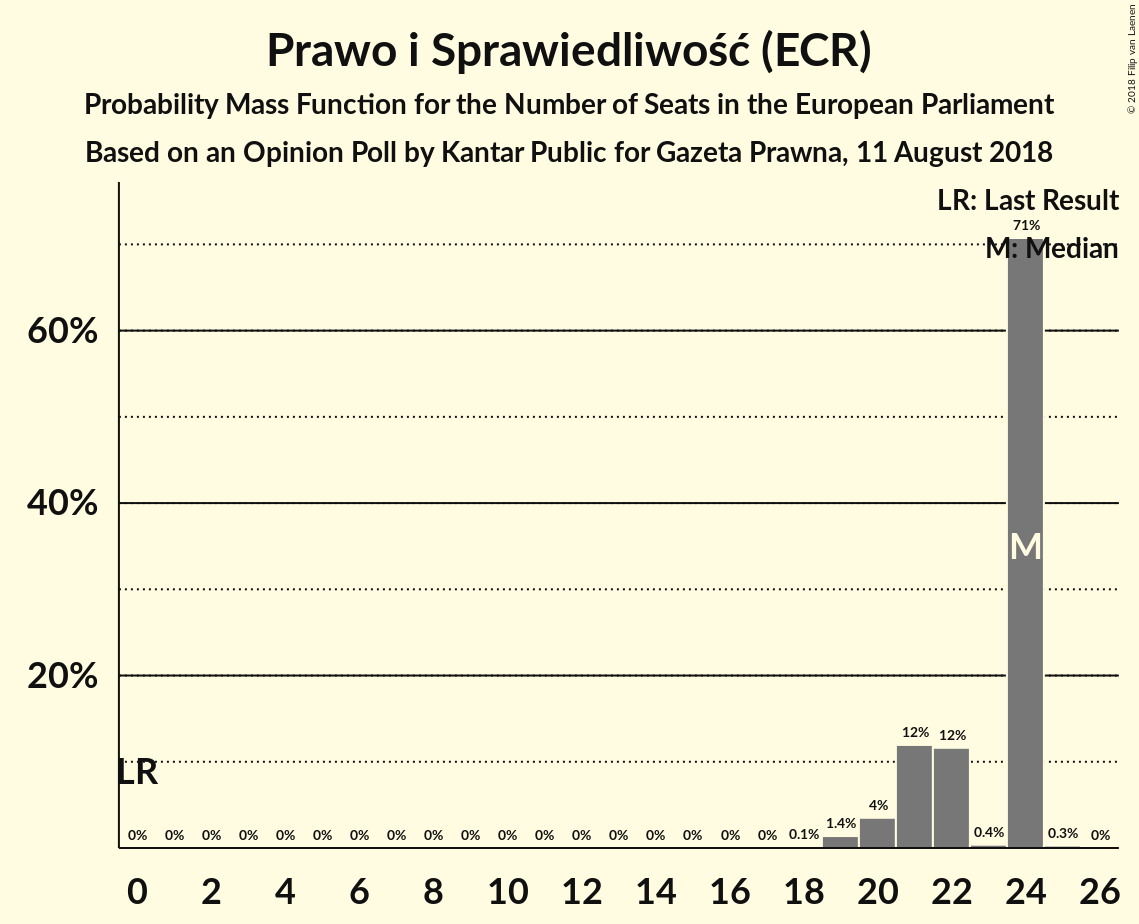 Prawo i Sprawiedliwość (ECR)
Probability Mass Function for the Number of Seats in the European Parliament
Based on an Opinion Poll by Kantar Public for Gazeta Prawna, 11 August 2018
© 2018 Filip van Laenen
LR: Last Result
M: Median
71%
60%
40%
M
20%
12% 12%
LR
4%
1.4%
0% 0% 0% 0% 0% 0% 0% 0% 0% 0% 0% 0% 0% 0% 0% 0% 0% 0% 0.1% 0.4% 0.3% 0%
0 2 4 6 8 10 12 14 16 18 20 22 24 26